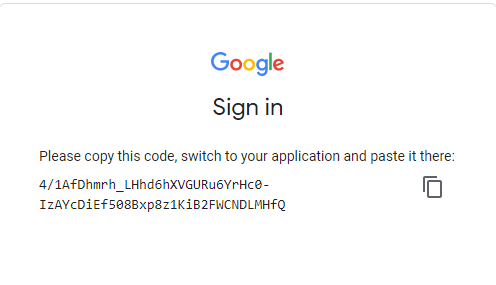 Google
Sign in
Please copy this code, switch to your application and paste it there:
4/1AfDhmrh_LHhd6hXVGURu6YrHc0-
IzAYcDiEf508Bxp8z1KiB2FWCNDLMHfQ